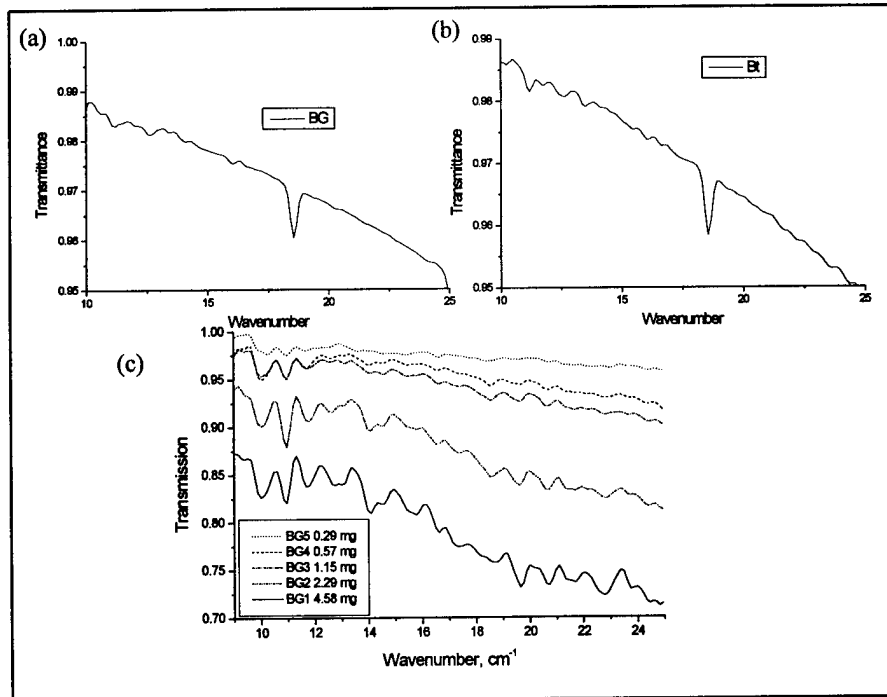 (a)
1.00
0.99
0.98
0.97
0.96
0.95
Transmittance
BG
10
15
20
25
Wavenumber
(b)
0.99
0.98
0.97
0.96
0.95
Transmittance
Bt
10
15
20
25
Wavenumber
(c)
1.00
0.95
0.90
0.85
0.80
0.75
0.70
Transmission
BG5 0.29 mg
BG4 0.57 mg
BG3 1.15 mg
BG2 2.29 mg
BG1 4.58 mg
10
12
14
16
18
20
22
24
Wavenumber, cm⁻¹